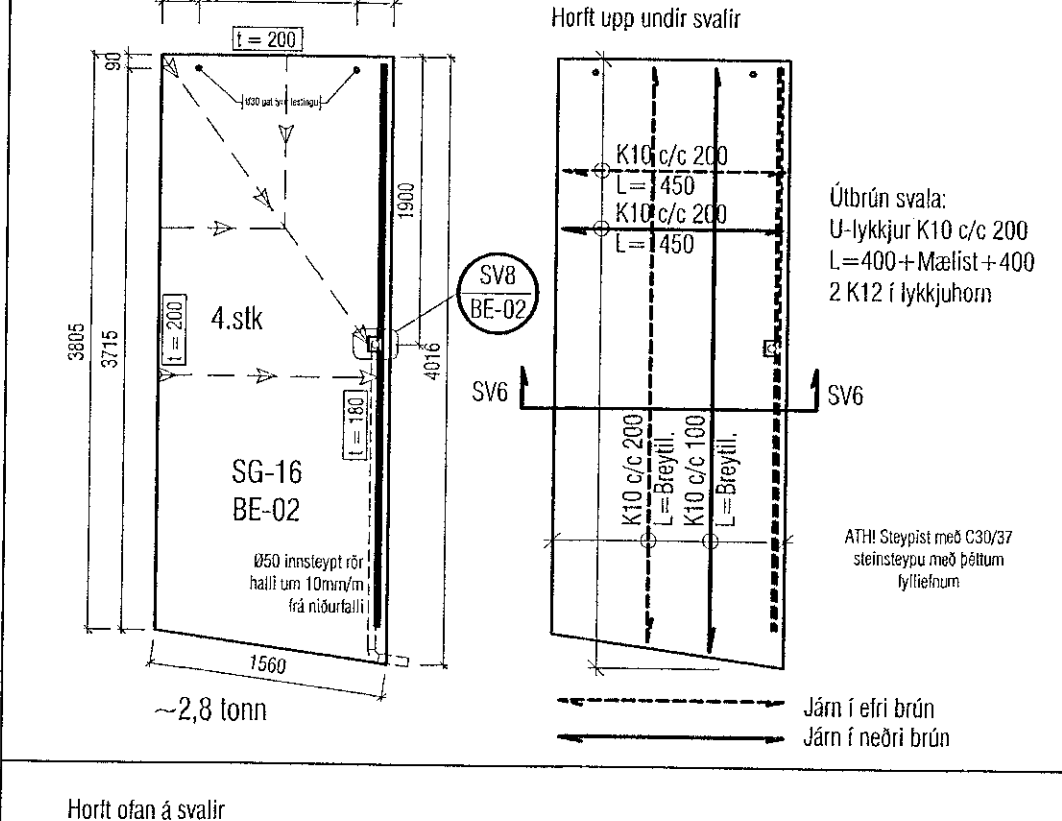 Horft upp undir svalir
t = 200
90
Ø30 gat fyrir festingu
3805
3715
1900
4016
t = 200
4.stk
SV8
BE-02
t = 180
SG-16
BE-02
Ø50 innsteypt rör
halli um 10mm/m
frá niðurfalli
1560
~2,8 tonn
K10 c/c 200
L=1450
K10 c/c 200
L=1450
Útbrún svala:
U-lykkjur K10 c/c 200
L=400+Mælist+400
2 K12 í lykkjuhorn
SV6
SV6
K10 c/c 200
L=Breytil.
K10 c/c 100
L=Breytil.
ATH! Steypist með C30/37
steinsteypu með þéttum
fylliefnum
Járn í efri brún
Járn í neðri brún
Horft ofan á svalir